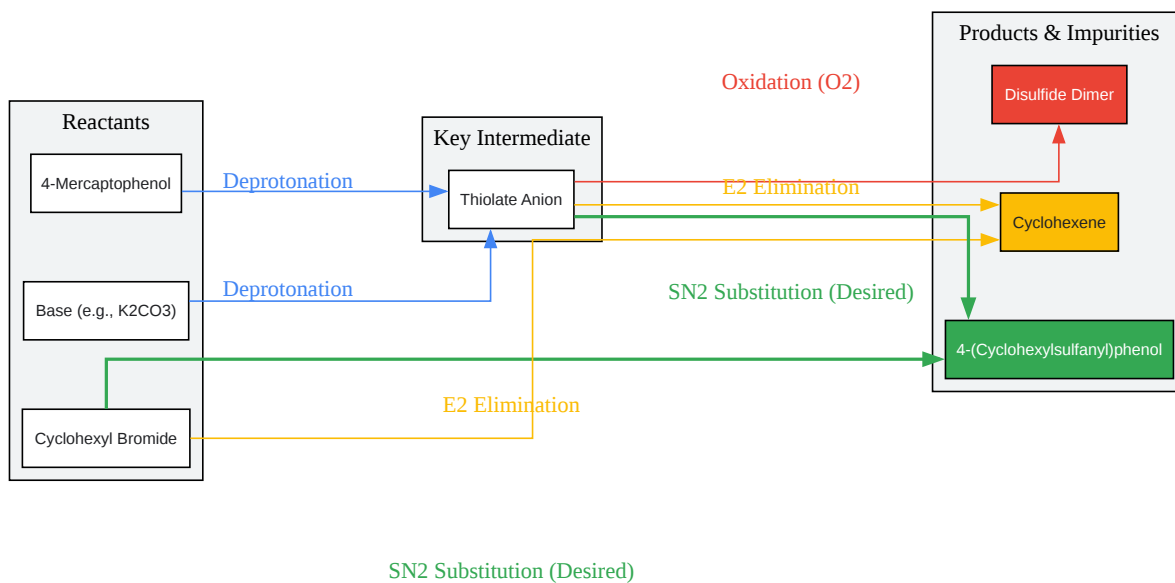 Products & Impurities
Oxidation (O2)
Disulfide Dimer
Reactants
Key Intermediate
4-Mercaptophenol
Deprotonation
Thiolate Anion
E2 Elimination
Cyclohexene
Base (e.g., K2CO3)
Deprotonation
SN2 Substitution (Desired)
4-(Cyclohexylsulfanyl)phenol
Cyclohexyl Bromide
E2 Elimination
SN2 Substitution (Desired)